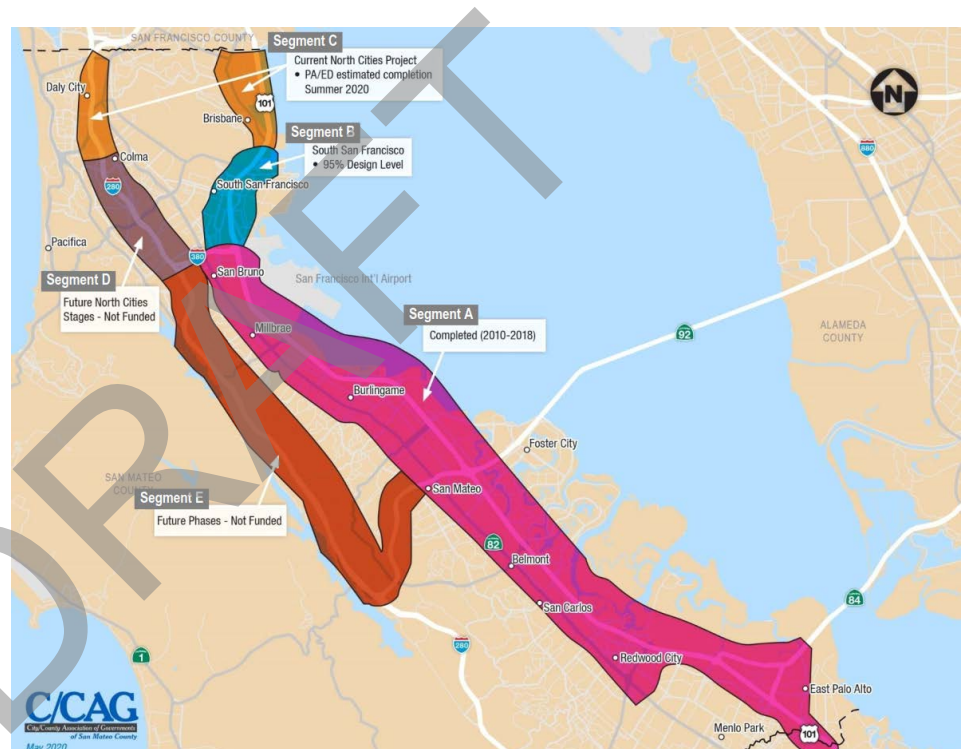 SAN FRANCISCO COUNTY
Segment C
Current North Cities Project
• PA/ED estimated completion
Summer 2020
Daly City
101
Brisbane
N
880
Segment B
South San Francisco
• 95% Design Level
Colma
280
South San Francisco
Pacifica
380
San Bruno
San Francisco Int'l Airport
Segment D
Future North Cities
Stages - Not Funded
Millbrae
Segment A
Completed (2010-2018)
92
ALAMEDA
COUNTY
Burlingame
Foster City
SAN MATEO
COUNTY
San Mateo
Segment E
Future Phases - Not Funded
82
Belmont
San Carlos
84
280
1
Redwood City
East Palo Alto
Menlo Park
101
C/CAG
City/County Association of Governments
of San Mateo County
May 2020
DRAFT